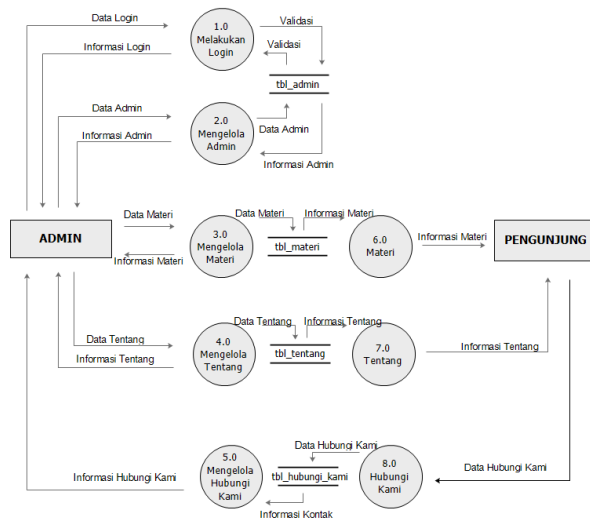 Data Login
1.0
Melakukan
Login
Validasi
Informasi Login
Validasi
tbl_admin
Data Admin
2.0
Mengelola
Admin
Data Admin
Informasi Admin
Informasi Admin
ADMIN
Data Materi
Informasi Materi
3.0
Mengelola
Materi
Data Materi
Informasi Materi
tbl_materi
6.0
Materi
Informasi Materi
PENGUNJUNG
Data Tentang
Informasi Tentang
4.0
Mengelola
Tentang
Data Tentang
Informasi Tentang
tbl_tentang
7.0
Tentang
Informasi Tentang
Informasi Hubungi Kami
5.0
Mengelola
Hubungi
Kami
Data Hubungi Kami
tbl_hubungi_kami
Informasi Kontak
8.0
Hubungi
Kami
Data Hubungi Kami